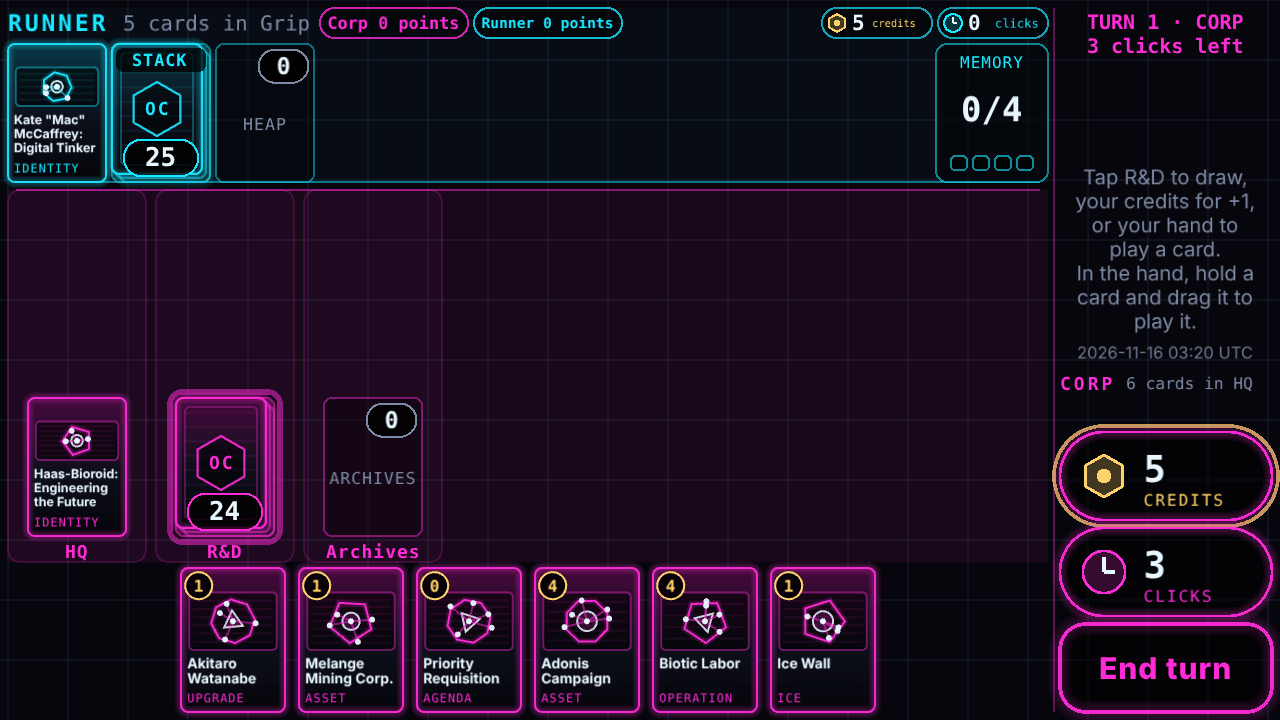 RUNNER 5 cards in Grip Corp 0 points Runner 0 points 5 credits 0 clicks
TURN 1 · CORP
3 clicks left
Kate "Mac"
McCaffrey:
Digital Tinker
IDENTITY
STACK
OC
25
0
HEAP
MEMORY
0/4
Tap R&D to draw,
your credits for +1,
or your hand to
play a card.
In the hand, hold a
card and drag it to
play it.
2026-11-16 03:20 UTC
CORP 6 cards in HQ
Haas-Bioroid:
Engineering
the Future
IDENTITY
HQ
OC
24
R&D
0
ARCHIVES
Archives
5
CREDITS
3
CLICKS
End turn
1
Akitaro
Watanabe
UPGRADE
1
Melange
Mining Corp.
ASSET
0
Priority
Requisition
AGENDA
4
Adonis
Campaign
ASSET
4
Biotic Labor
OPERATION
1
Ice Wall
ICE